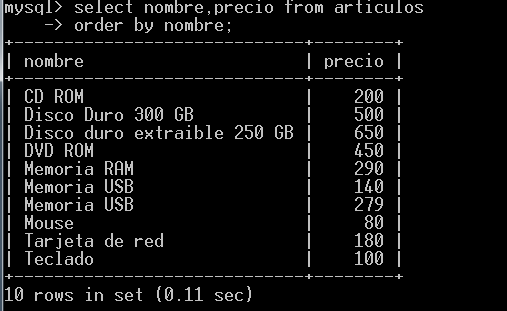 mysql> select nombre,precio from articulos
    -> order by nombre;
+-----------------------------+--------+
| nombre                      | precio |
+-----------------------------+--------+
| CD ROM                      |    200 |
| Disco Duro 300 GB           |    500 |
| Disco duro extraible 250 GB |    650 |
| DVD ROM                     |    450 |
| Memoria RAM                 |    290 |
| Memoria USB                 |    140 |
| Memoria USB                 |    279 |
| Mouse                       |     80 |
| Tarjeta de red              |    180 |
| Teclado                     |    100 |
+-----------------------------+--------+
10 rows in set (0.11 sec)